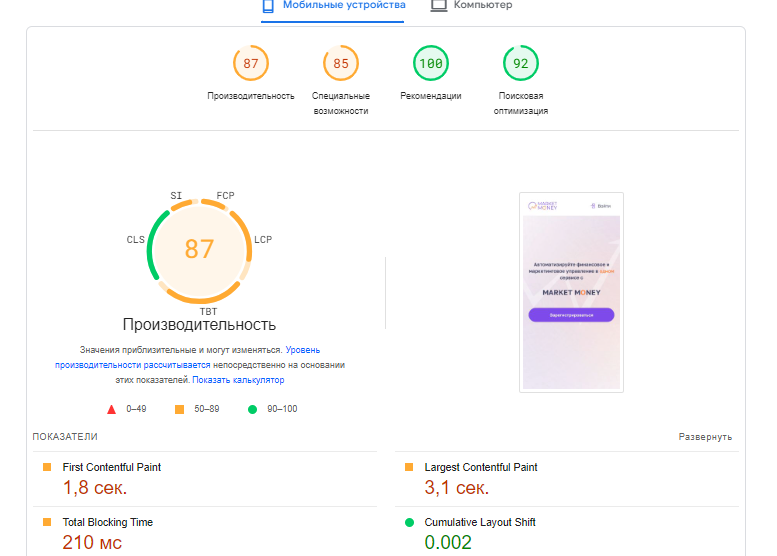 Мобильные устройства
Компьютер
87
85
100
92
Производительность
Специальные
возможности
Рекомендации
Поисковая
оптимизация
SI
FCP
CLS
LCP
87
TBT
Производительность
Значения приблизительные и могут изменяться. Уровень
производительности рассчитывается непосредственно на основании
этих показателей. Показать калькулятор
0–49
50–89
90–100
MARKET
MONEY
Войти
Автоматизируйте финансовое и
маркетинговое управление в одном
сервисе с
MARKET MONEY
Зарегистрироваться
ПОКАЗАТЕЛИ
Развернуть
First Contentful Paint
1,8 сек.
Largest Contentful Paint
3,1 сек.
Total Blocking Time
210 мс
Cumulative Layout Shift
0.002